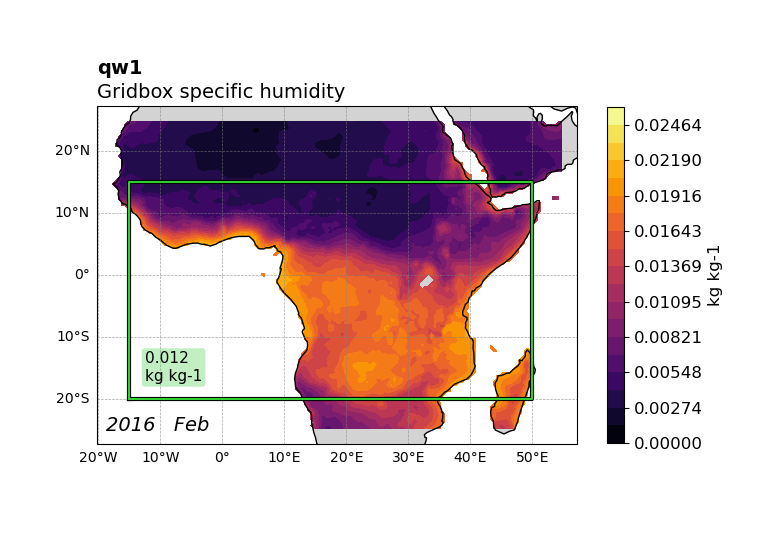 qw1
Gridbox specific humidity
20°N
10°N
0°
10°S
20°S
20°W
10°W
0°
10°E
20°E
30°E
40°E
50°E
0.012
kg kg-1
2016 Feb
0.02464
0.02190
0.01916
0.01643
0.01369
0.01095
0.00821
0.00548
0.00274
0.00000
kg kg-1